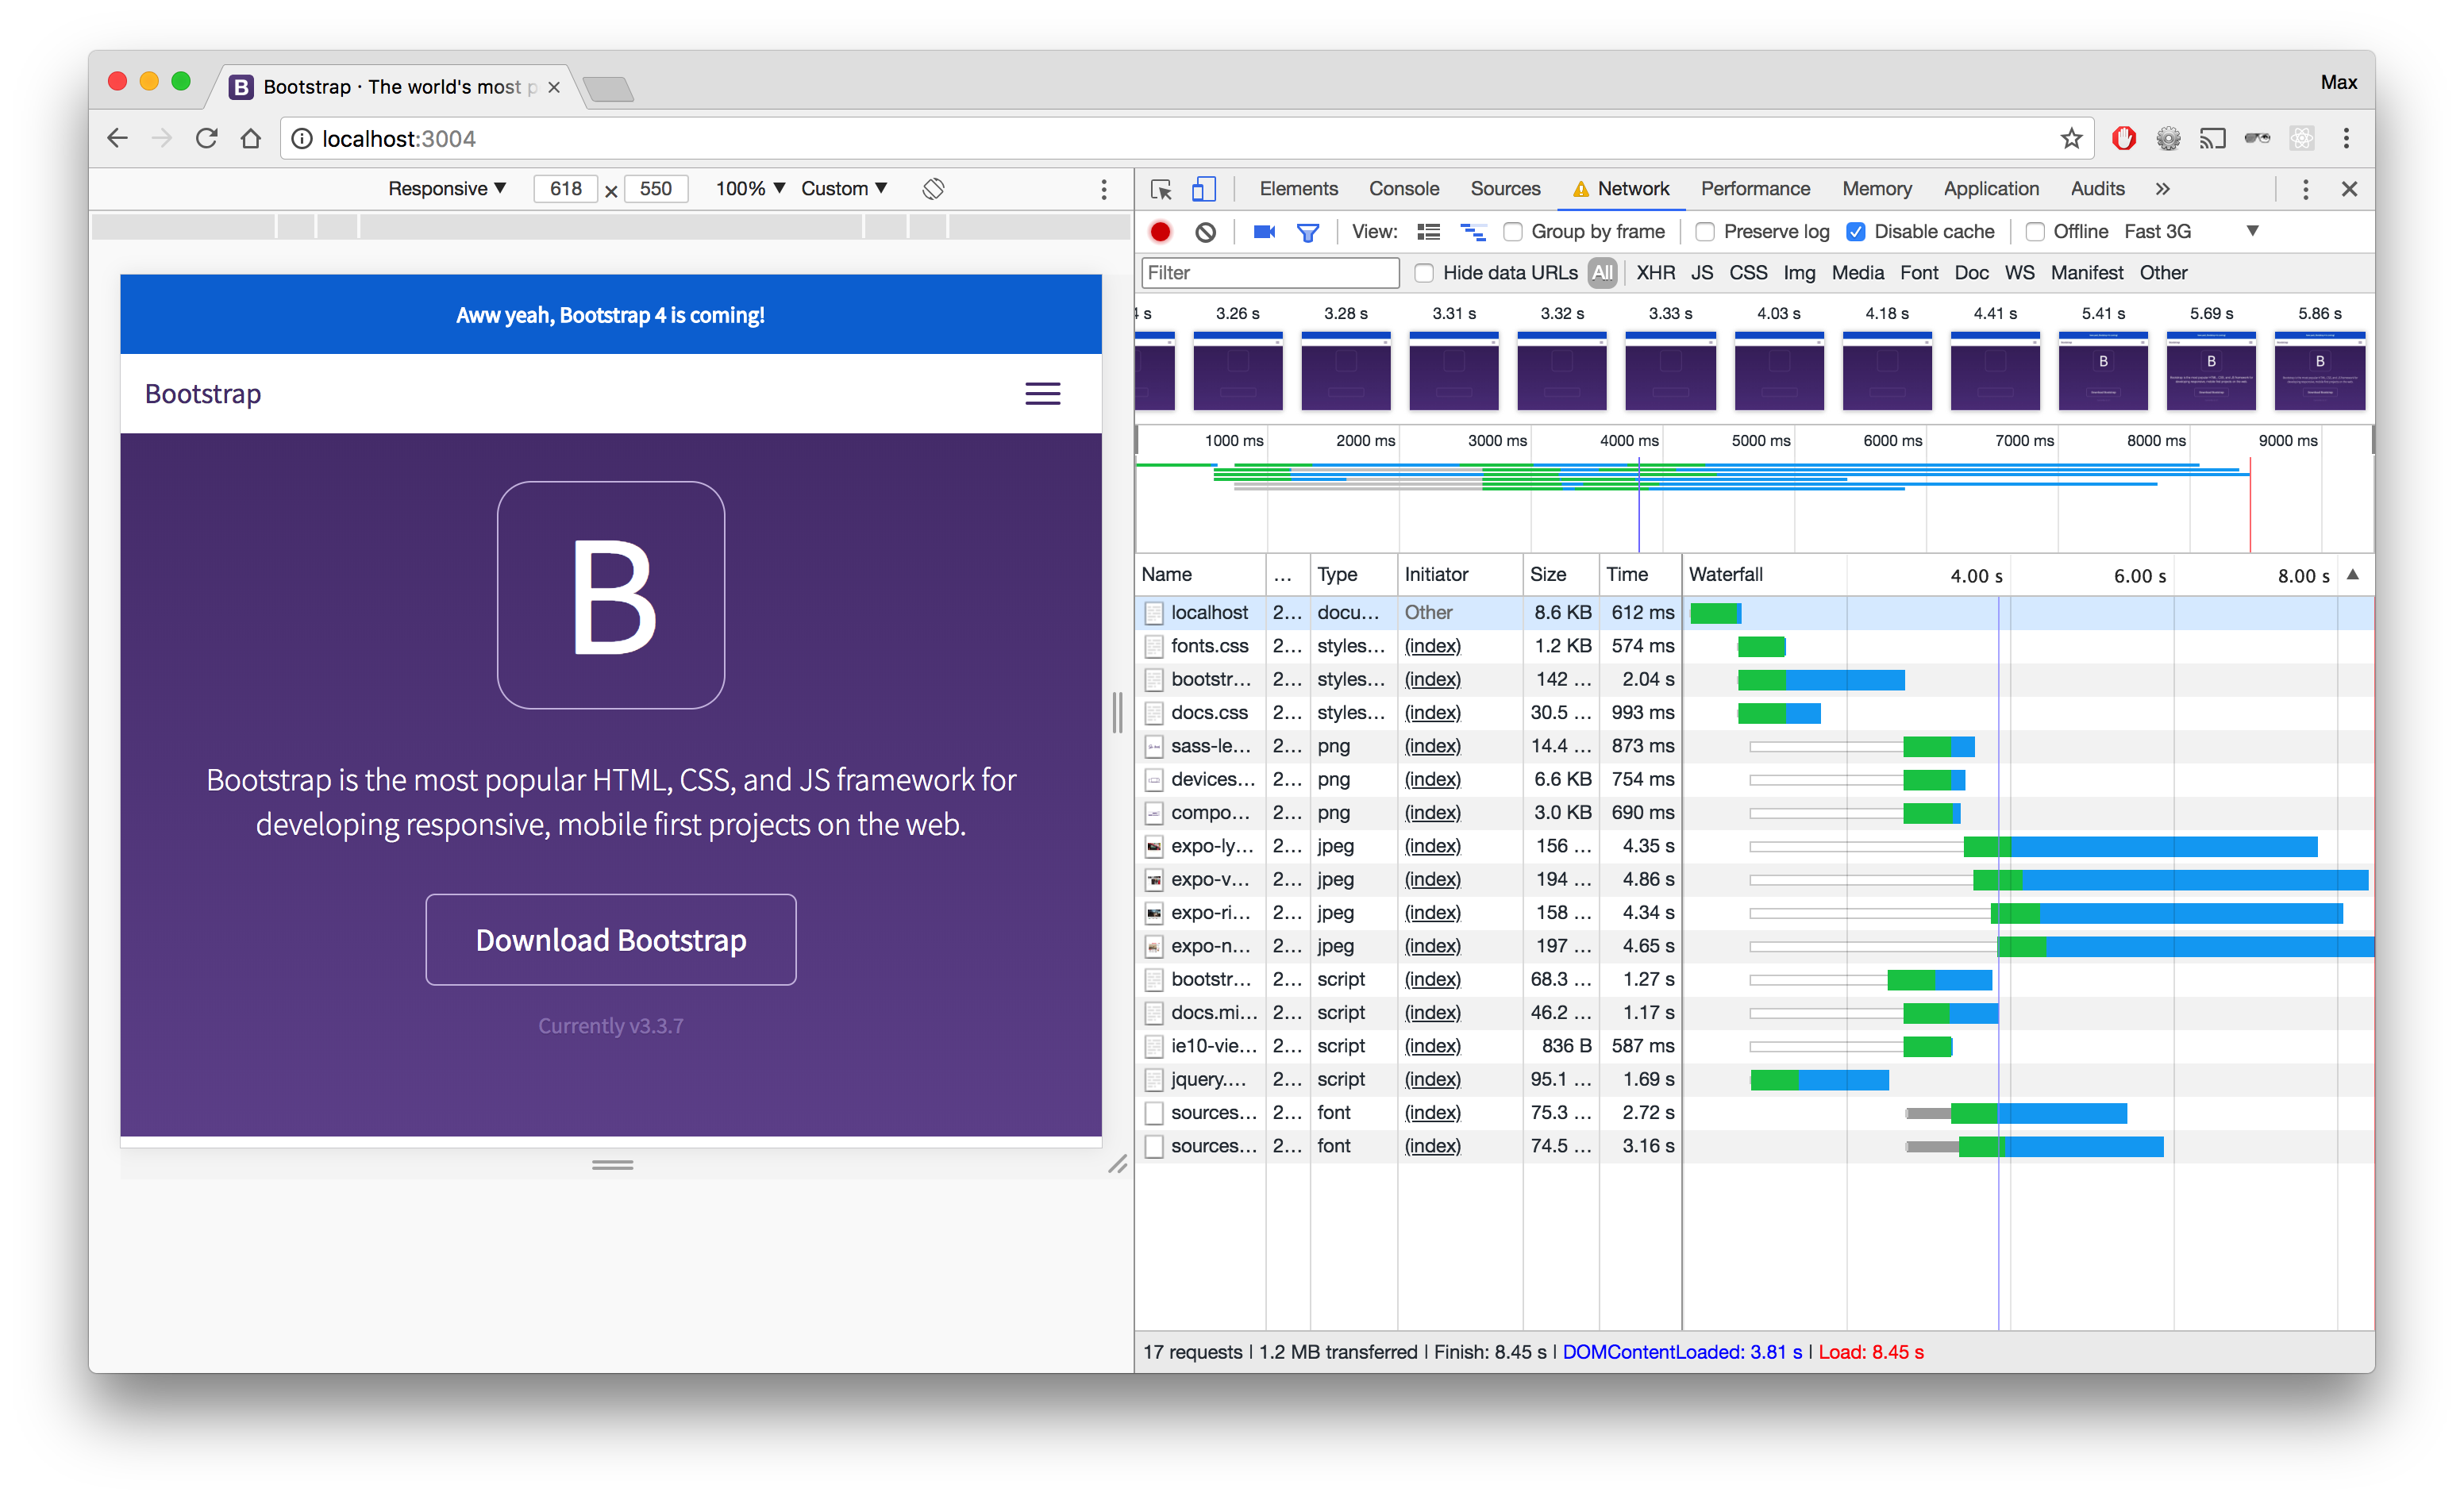 Bootstrap · The world's most p
Max
localhost:3004
Responsive 618 × 550 100% Custom
Elements Console Sources Network Performance Memory Application Audits »
View: Group by frame Preserve log Disable cache Offline Fast 3G
Filter Hide data URLs All XHR JS CSS Img Media Font Doc WS Manifest Other
Aww yeah, Bootstrap 4 is coming!
Bootstrap
B
Bootstrap is the most popular HTML, CSS, and JS framework for
developing responsive, mobile first projects on the web.
Download Bootstrap
Currently v3.3.7
4 s 3.26 s 3.28 s 3.31 s 3.32 s 3.33 s 4.03 s 4.18 s 4.41 s 5.41 s 5.69 s 5.86 s
1000 ms 2000 ms 3000 ms 4000 ms 5000 ms 6000 ms 7000 ms 8000 ms 9000 ms
Name ... Type Initiator Size Time Waterfall 4.00 s 6.00 s 8.00 s
localhost 2... docu... Other 8.6 KB 612 ms
fonts.css 2... styles... (index) 1.2 KB 574 ms
bootstr... 2... styles... (index) 142 ... 2.04 s
docs.css 2... styles... (index) 30.5 ... 993 ms
sass-le... 2... png (index) 14.4 ... 873 ms
devices... 2... png (index) 6.6 KB 754 ms
compo... 2... png (index) 3.0 KB 690 ms
expo-ly... 2... jpeg (index) 156 ... 4.35 s
expo-v... 2... jpeg (index) 194 ... 4.86 s
expo-ri... 2... jpeg (index) 158 ... 4.34 s
expo-n... 2... jpeg (index) 197 ... 4.65 s
bootstr... 2... script (index) 68.3 ... 1.27 s
docs.mi... 2... script (index) 46.2 ... 1.17 s
ie10-vie... 2... script (index) 836 B 587 ms
jquery.... 2... script (index) 95.1 ... 1.69 s
sources... 2... font (index) 75.3 ... 2.72 s
sources... 2... font (index) 74.5 ... 3.16 s
17 requests | 1.2 MB transferred | Finish: 8.45 s | DOMContentLoaded: 3.81 s | Load: 8.45 s